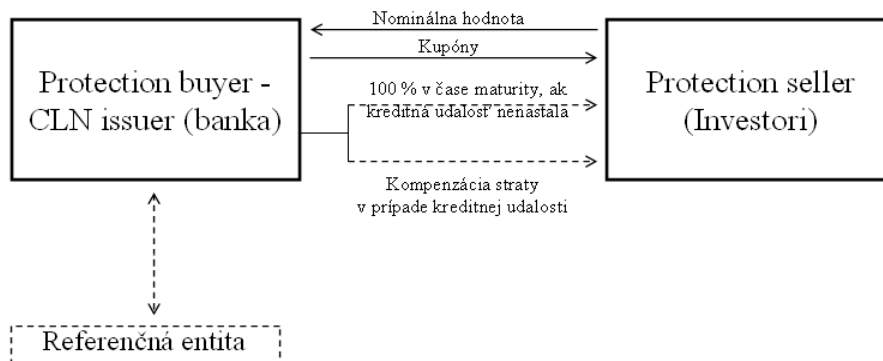 Nominálna hodnota
Kupóny
Protection buyer -
CLN issuer (banka)
100 % v čase maturity, ak
kreditná udalosť nenastala
Protection seller
(Investori)
Kompenzácia straty
v prípade kreditnej udalosti
Referenčná entita